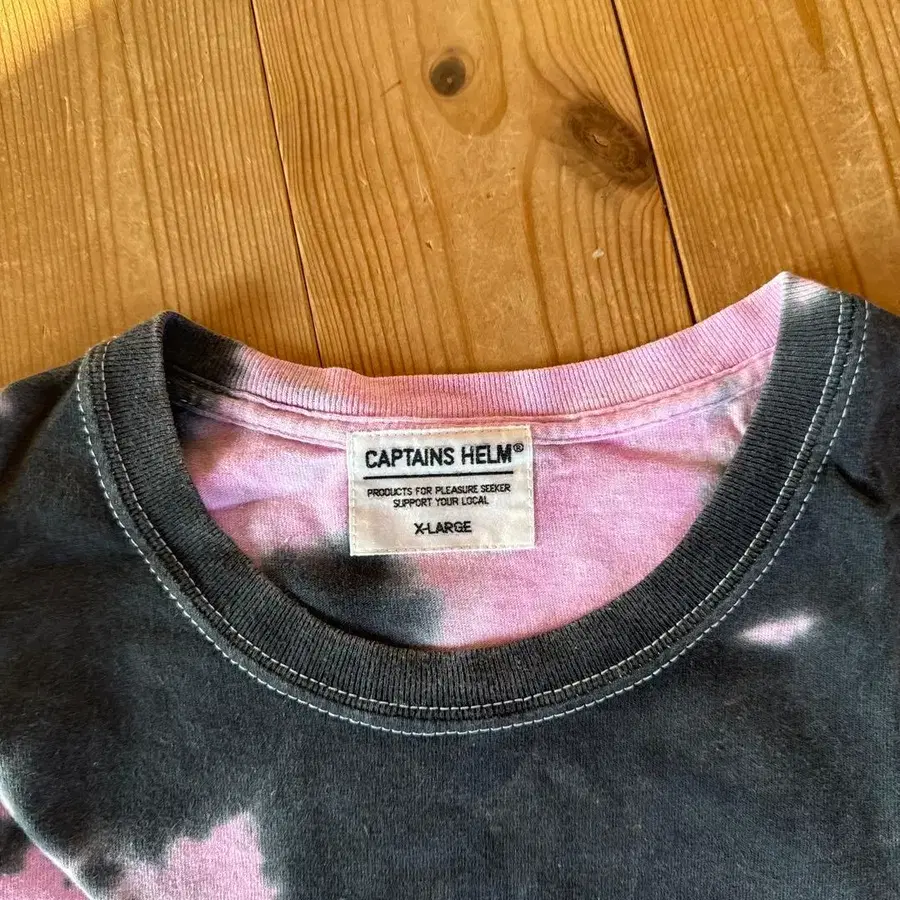 CAPTAINS HELM®
PRODUCTS FOR PLEASURE SEEKER
SUPPORT YOUR LOCAL
X-LARGE